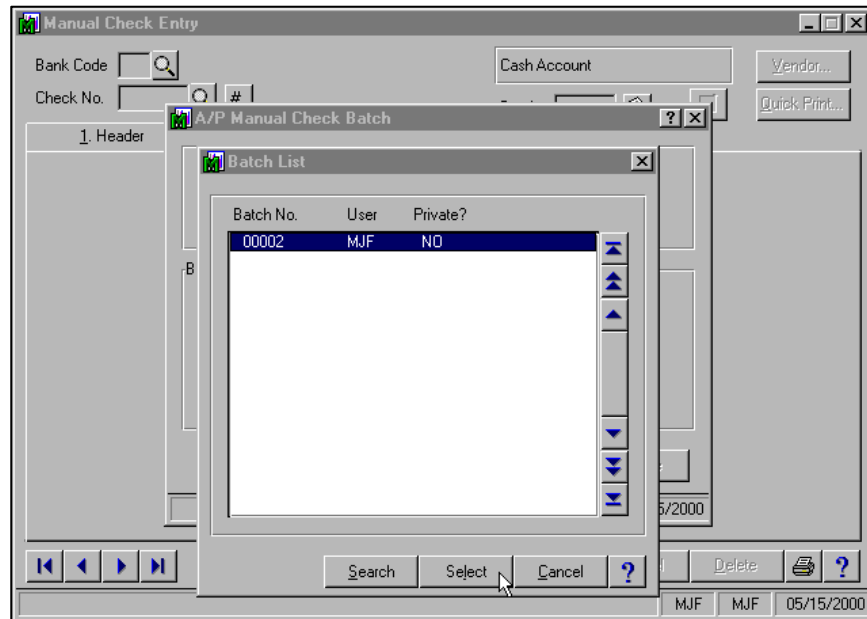 Manual Check Entry
Bank Code
Cash Account
Vendor...
Check No.
#
Quick Print...
A/P Manual Check Batch
?
1. Header
Batch List
Batch No. User Private?
00002 MJF NO
B
5/2000
Search Select Cancel ?
Delete ?
MJF MJF 05/15/2000